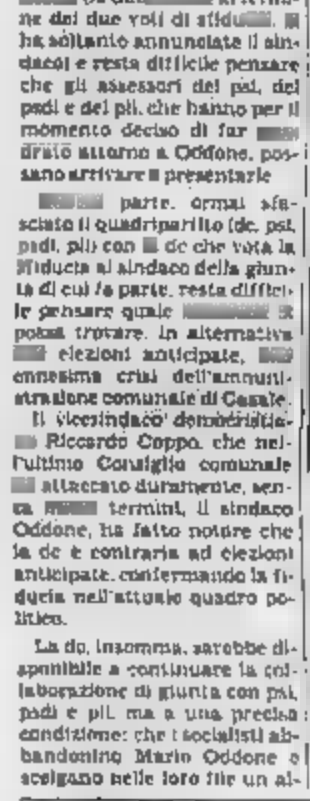 ne dei due voti di
ha soltanto annunciate il sin-
daco) e resta difficile pensare
che gli assessori del psi, del
psdi e del pli, che hanno per il
momento deciso di far
drato attorno a Oddone, pos-
sano arrivare a presentarle
parte, ormai sfa-
sciato il quadripartito (dc, psi,
psdi, pli) con dc che vota la
sfiducia al sindaco della giun-
ta di cui fa parte, resta diffici-
le pensare quale
possa trovare, in alternativa
elezioni anticipate,
ennesima crisi dell'ammini-
strazione comunale di Casale.
Il vicesindaco democristia-
Riccardo Coppo, che nel-
l'ultimo Consiglio comunale
attaccato duramente, sen-
za termini, il sindaco
Oddone, ha fatto notare che
la dc è contraria ad elezioni
anticipate, confermando la fi-
ducia nell'attuale quadro po-
litico.
La dc, insomma, sarebbe di-
sponibile a continuare la col-
laborazione di giunta con psi,
psdi e pli, ma a una precisa
condizione: che i socialisti ab-
bandonino Mario Oddone e
scelgano nelle loro file un al-